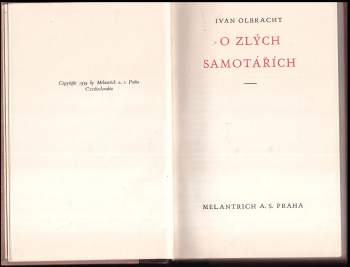 Copyright 1939 by Melantrich a. s. Praha
Czechoslovakia
IVAN OLBRACHT
O ZLÝCH
SAMOTÁŘÍCH
MELANTRICH A. S. PRAHA